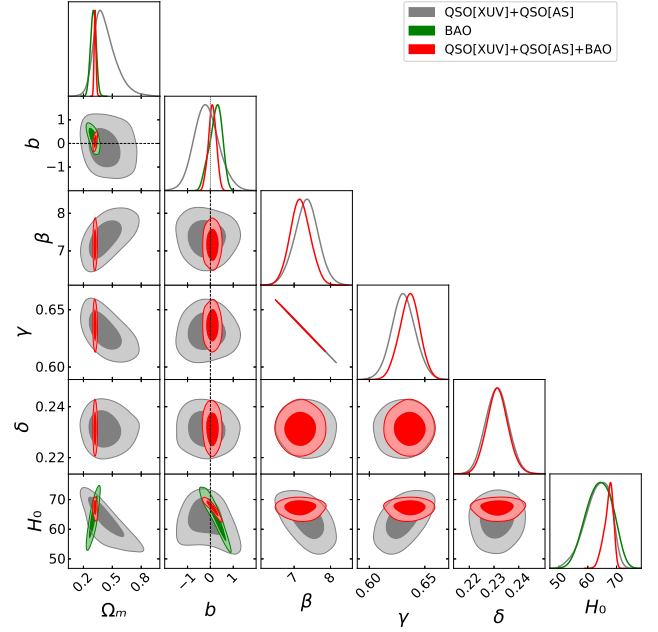 QSO[XUV]+QSO[AS]
BAO
QSO[XUV]+QSO[AS]+BAO
b
1
0
−1
β
8
7
γ
0.65
0.60
δ
0.24
0.22
H₀
70
60
50
0.2 0.5 0.8
−1 0 1
7 8
0.60 0.65
0.22 0.23 0.24
50 60 70
Ωₘ b β γ δ H₀